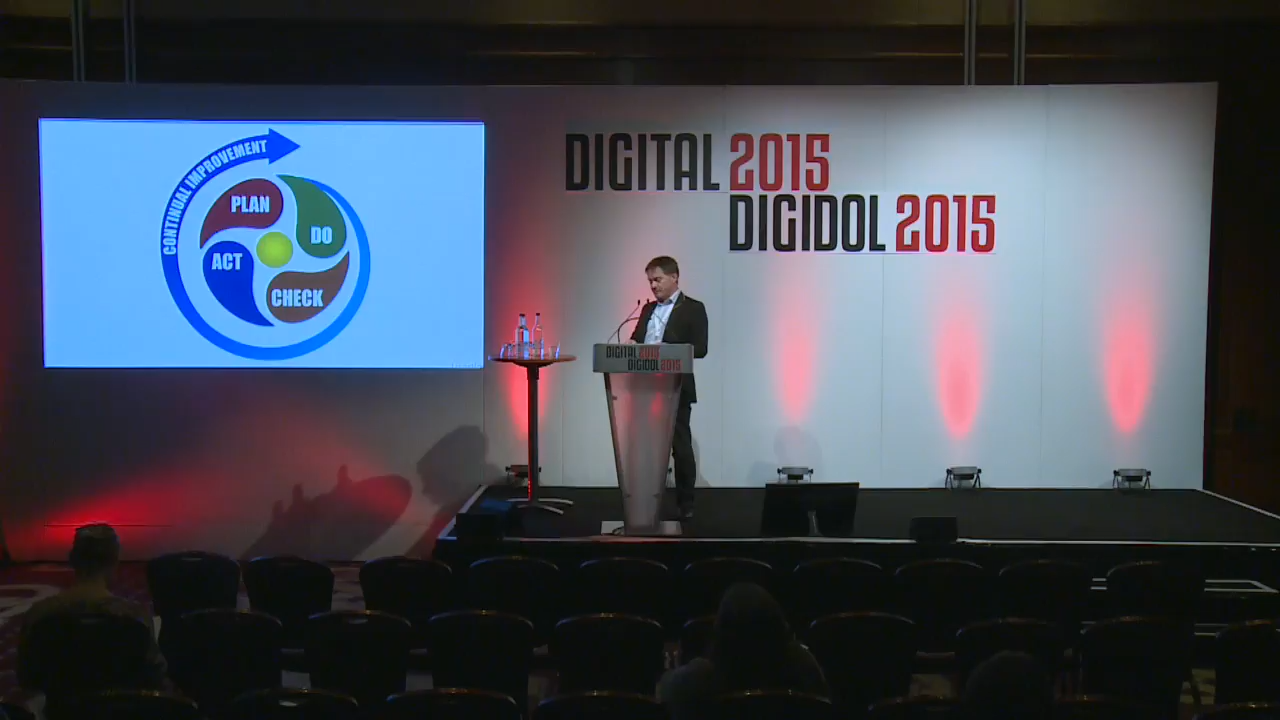 CONTINUAL IMPROVEMENT
PLAN
DO
ACT
CHECK
DIGITAL 2015
DIGIDOL 2015
DIGITAL 2015
DIGIDOL 2015